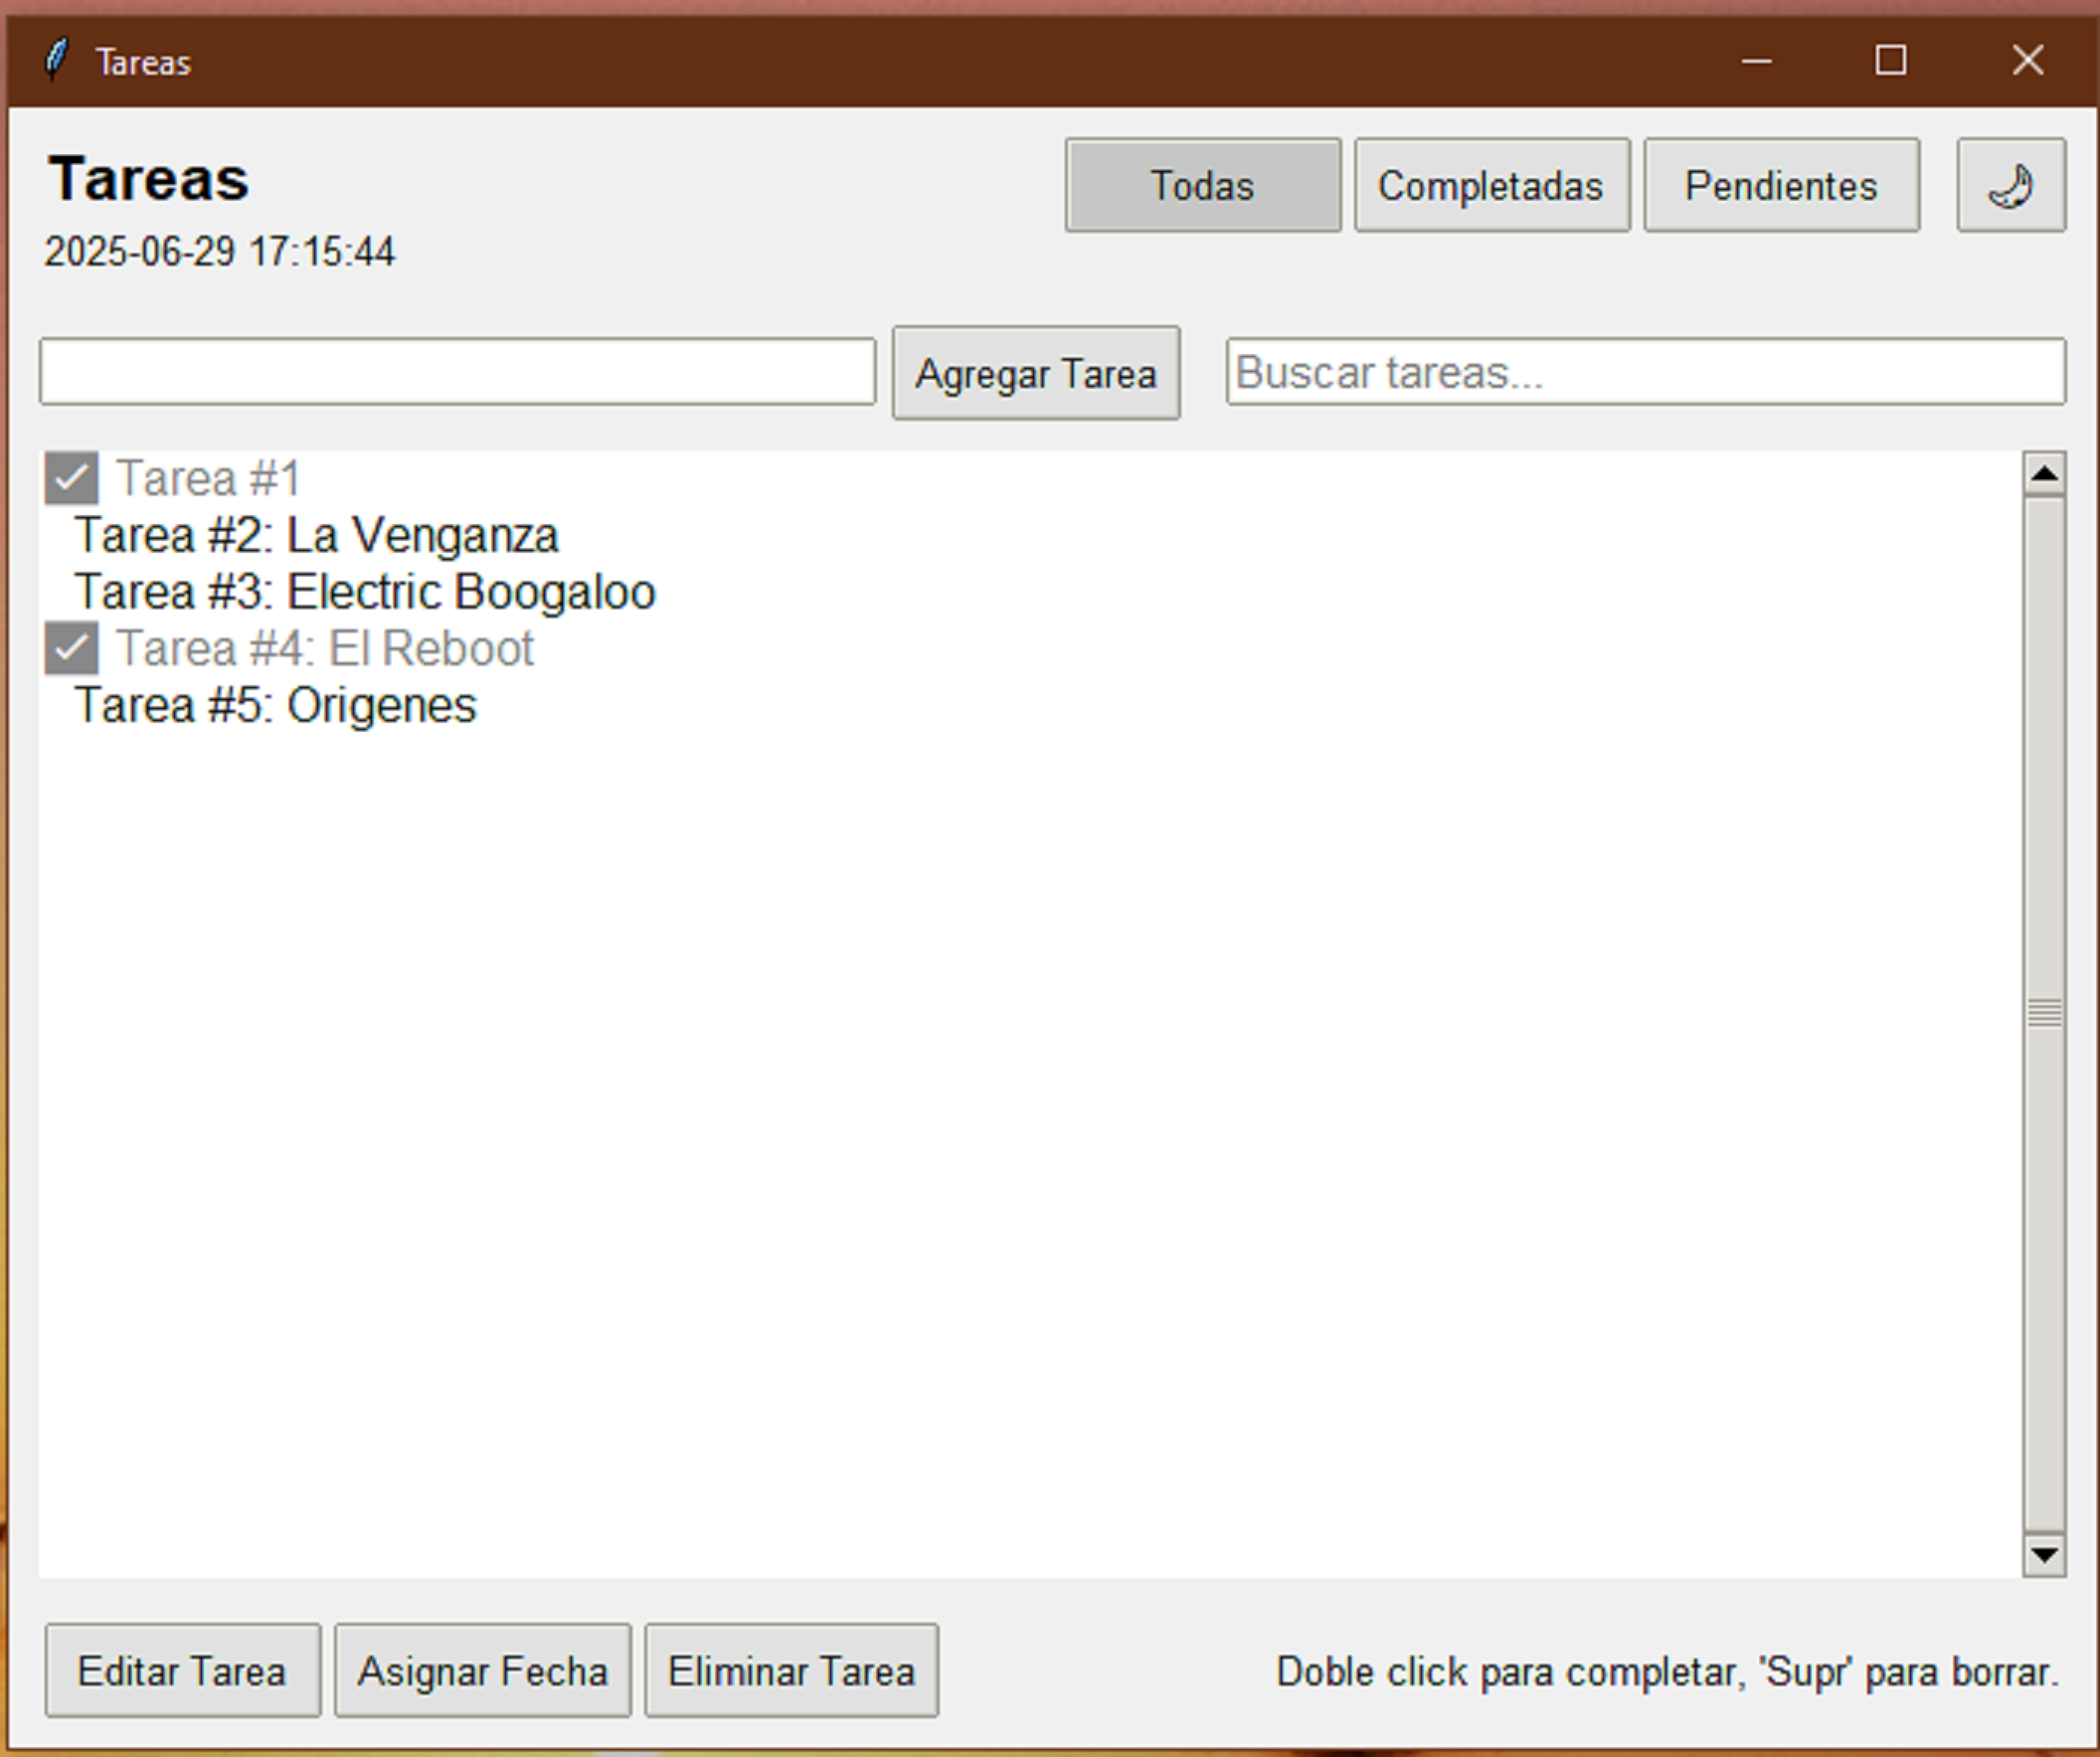 Tareas
Tareas
Todas
Completadas
Pendientes
2025-06-29 17:15:44
Agregar Tarea
Buscar tareas...
Tarea #1
Tarea #2: La Venganza
Tarea #3: Electric Boogaloo
Tarea #4: El Reboot
Tarea #5: Origenes
Editar Tarea
Asignar Fecha
Eliminar Tarea
Doble click para completar, 'Supr' para borrar.